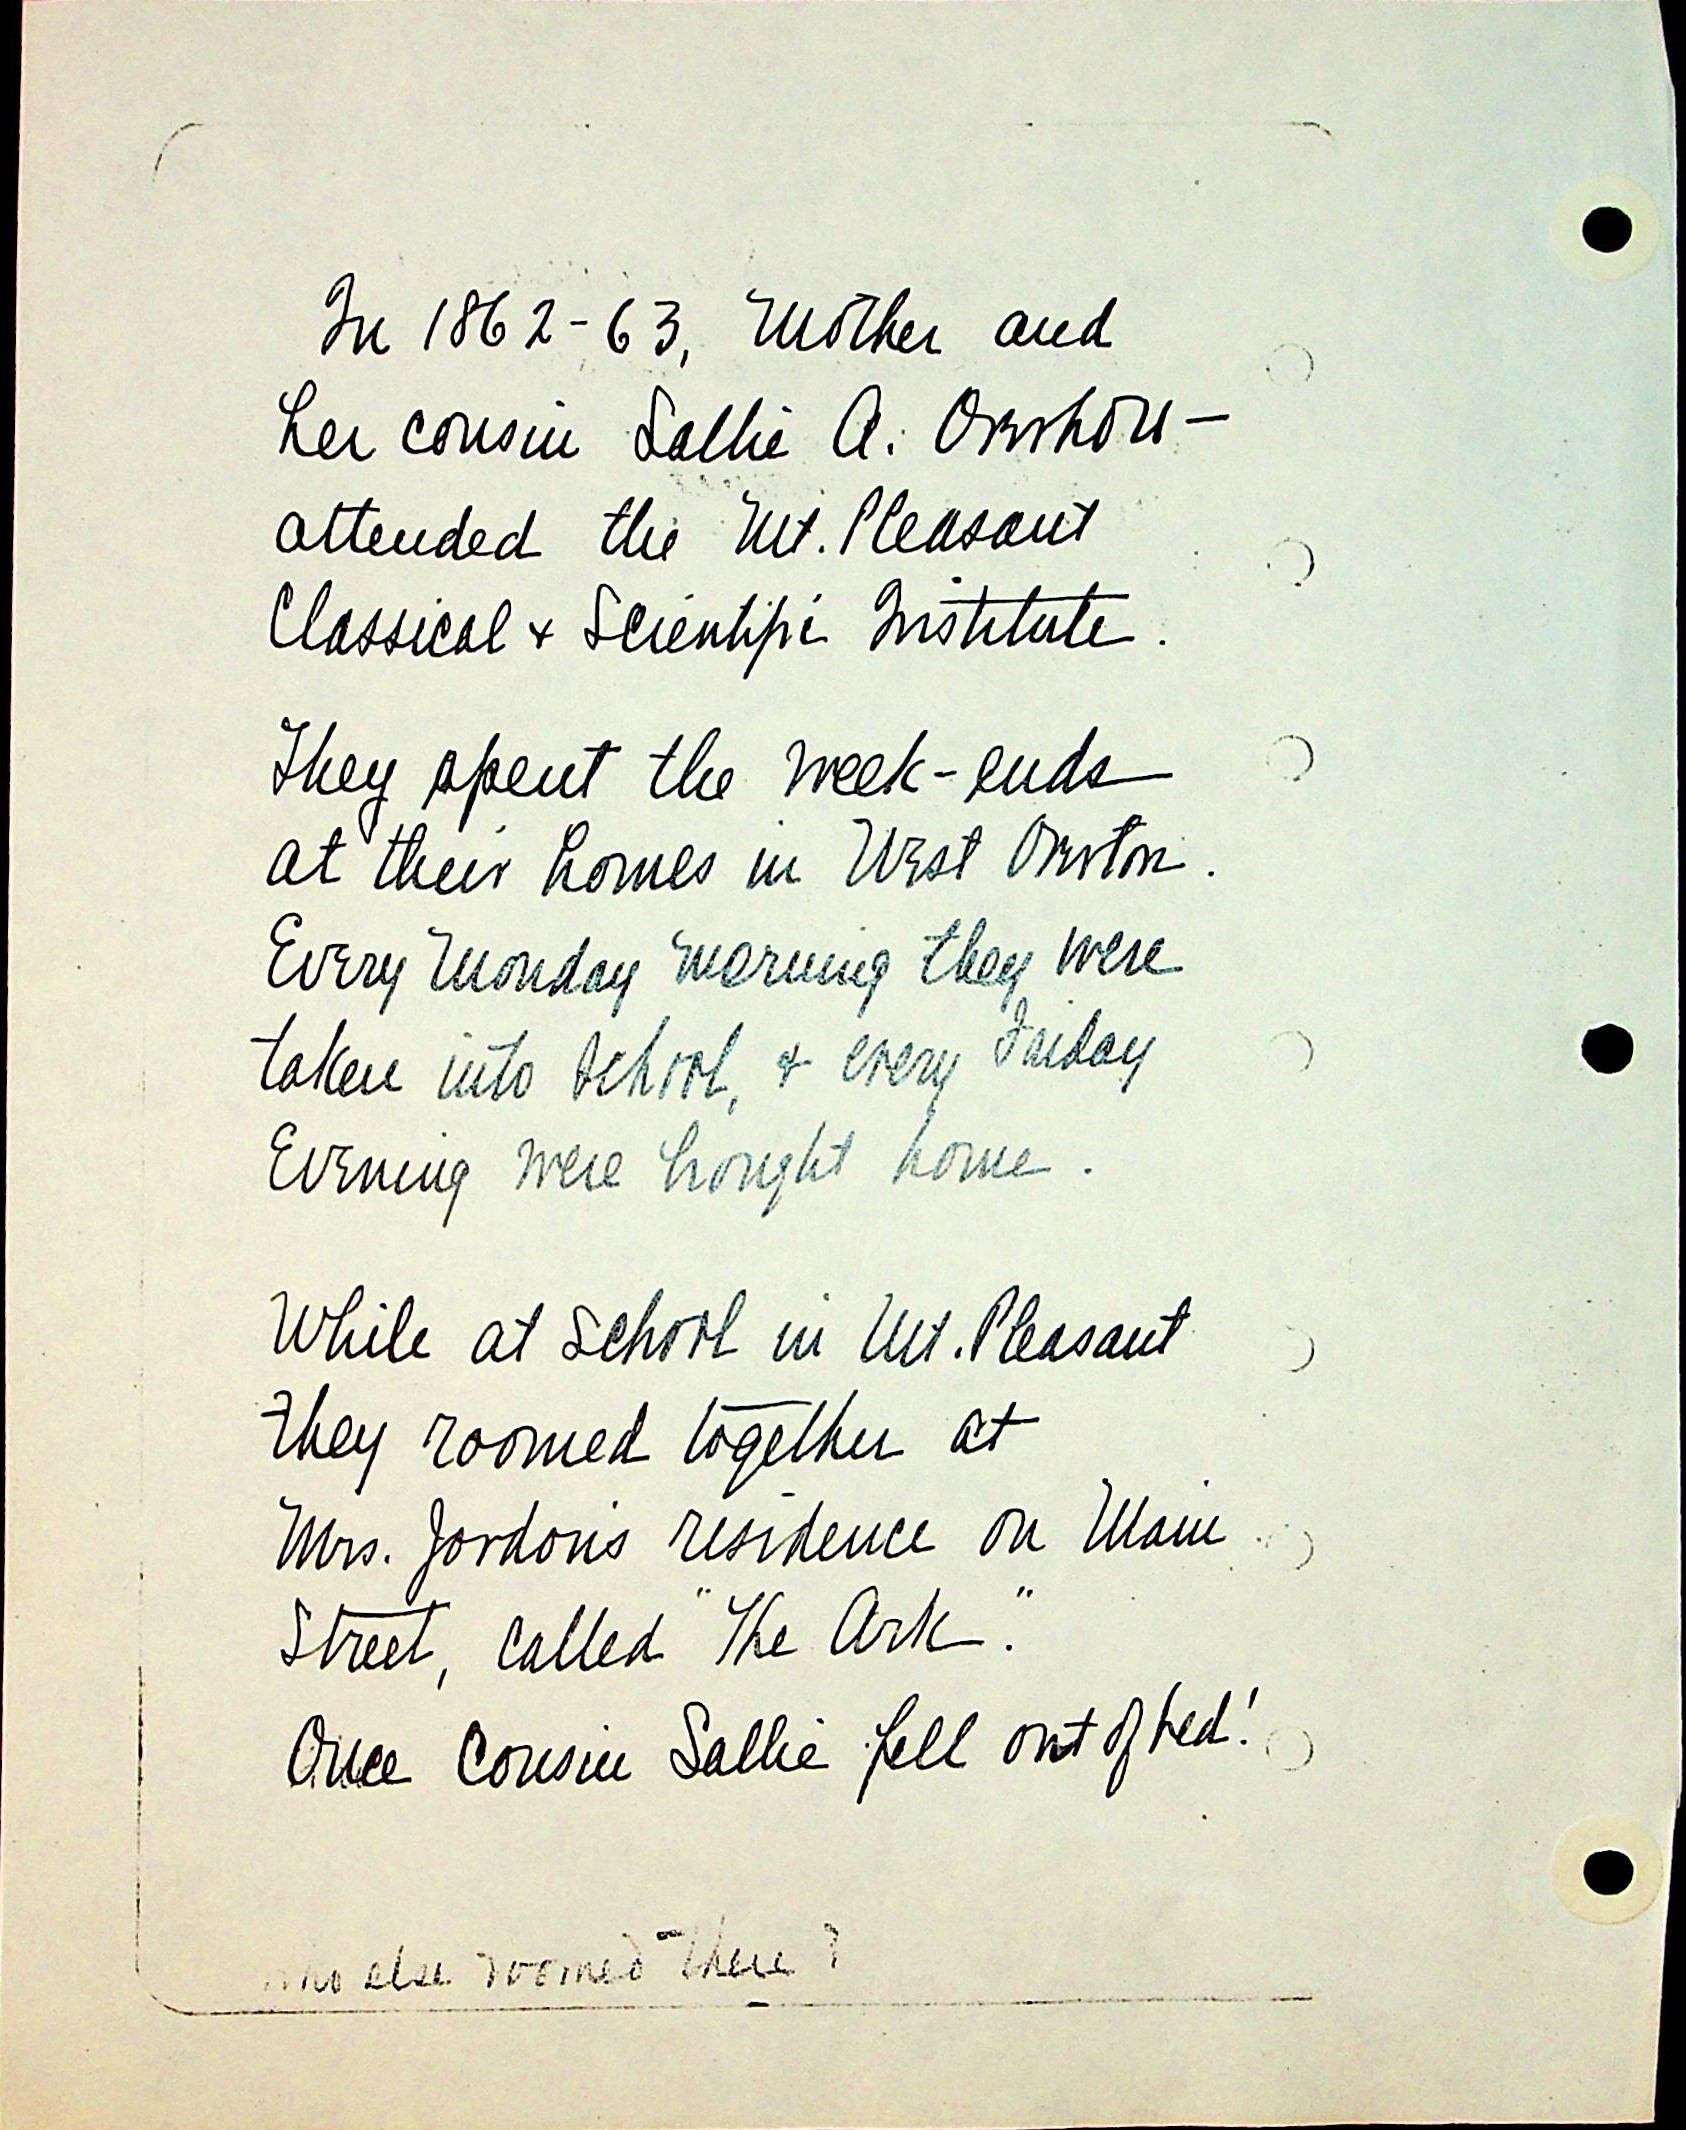 In 1862-63, Mother and
her cousin Sallie A. Overholt -
attended the Mt. Pleasant
Classical & Scientific Institute.
They spent the week-ends
at their homes in West Overton.
Every Monday morning they were
taken into school, & every Friday
Evening were brought home.
While at school in Mt. Pleasant
they roomed together at
Mrs. Jordon's residence on Main
Street, called "The Ark."
Once Cousin Sallie fell out of bed!
Who else roomed there?